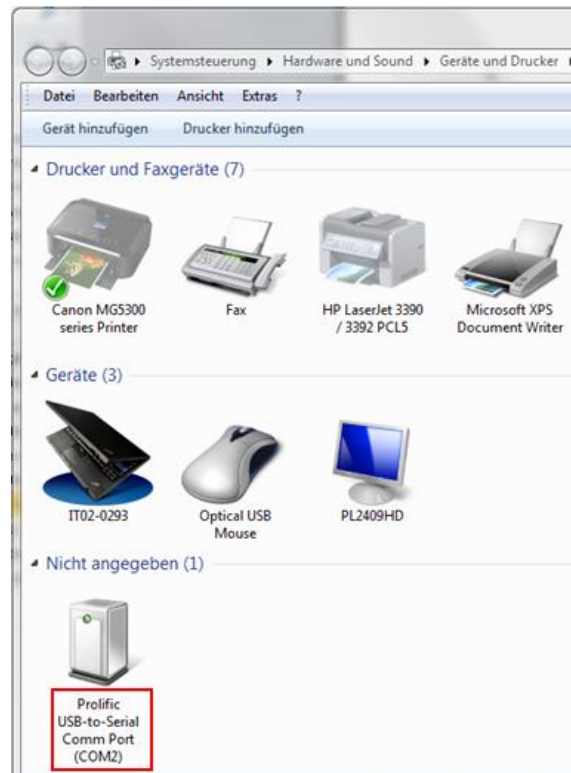 Systemsteuerung ▸ Hardware und Sound ▸ Geräte und Drucker
Datei Bearbeiten Ansicht Extras ?
Gerät hinzufügen Drucker hinzufügen
Drucker und Faxgeräte (7)
Canon MG5300
series Printer
Fax
HP LaserJet 3390
/ 3392 PCL5
Microsoft XPS
Document Writer
Geräte (3)
IT02-0293
Optical USB
Mouse
PL2409HD
Nicht angegeben (1)
Prolific
USB-to-Serial
Comm Port
(COM2)